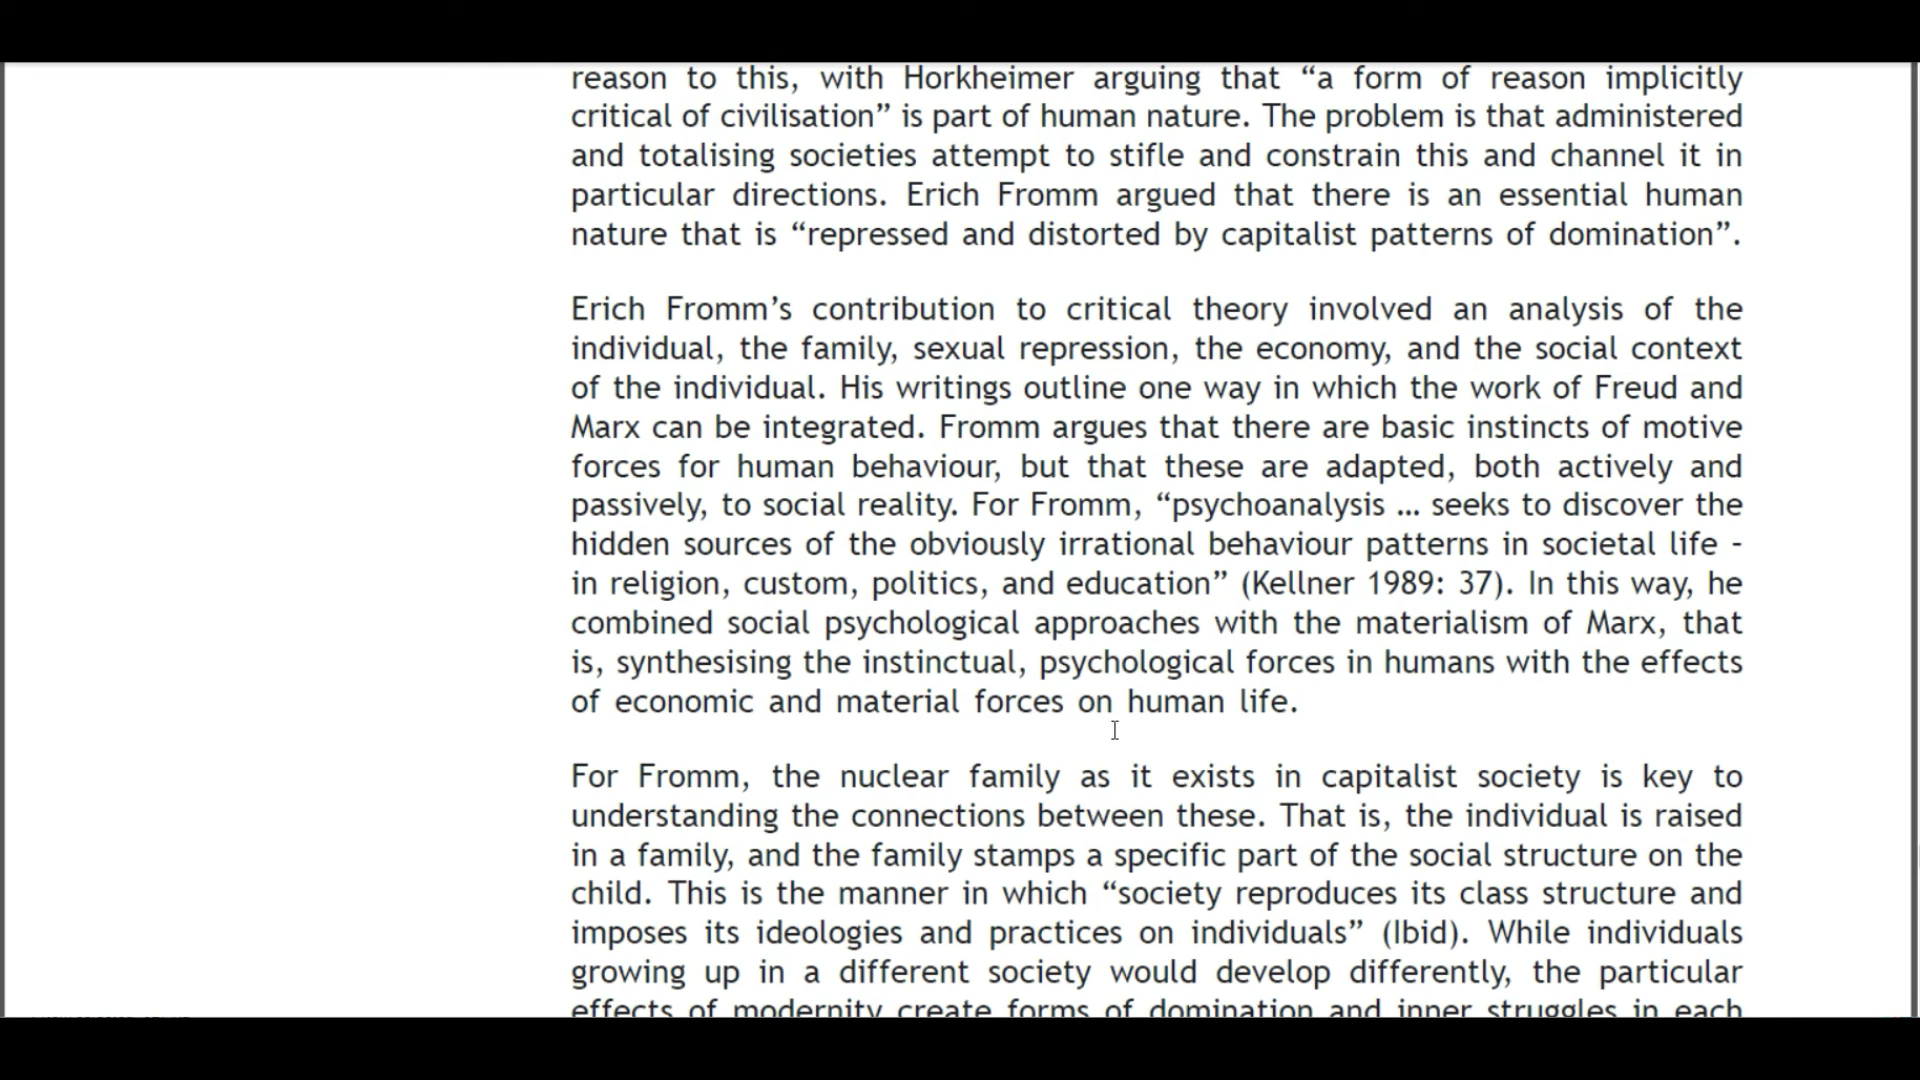 reason to this, with Horkheimer arguing that “a form of reason implicitly
critical of civilisation” is part of human nature. The problem is that administered
and totalising societies attempt to stifle and constrain this and channel it in
particular directions. Erich Fromm argued that there is an essential human
nature that is “repressed and distorted by capitalist patterns of domination”.
Erich Fromm’s contribution to critical theory involved an analysis of the
individual, the family, sexual repression, the economy, and the social context
of the individual. His writings outline one way in which the work of Freud and
Marx can be integrated. Fromm argues that there are basic instincts of motive
forces for human behaviour, but that these are adapted, both actively and
passively, to social reality. For Fromm, “psychoanalysis … seeks to discover the
hidden sources of the obviously irrational behaviour patterns in societal life -
in religion, custom, politics, and education” (Kellner 1989: 37). In this way, he
combined social psychological approaches with the materialism of Marx, that
is, synthesising the instinctual, psychological forces in humans with the effects
of economic and material forces on human life.
For Fromm, the nuclear family as it exists in capitalist society is key to
understanding the connections between these. That is, the individual is raised
in a family, and the family stamps a specific part of the social structure on the
child. This is the manner in which “society reproduces its class structure and
imposes its ideologies and practices on individuals” (Ibid). While individuals
growing up in a different society would develop differently, the particular
effects of modernity create forms of domination and inner struggles in each